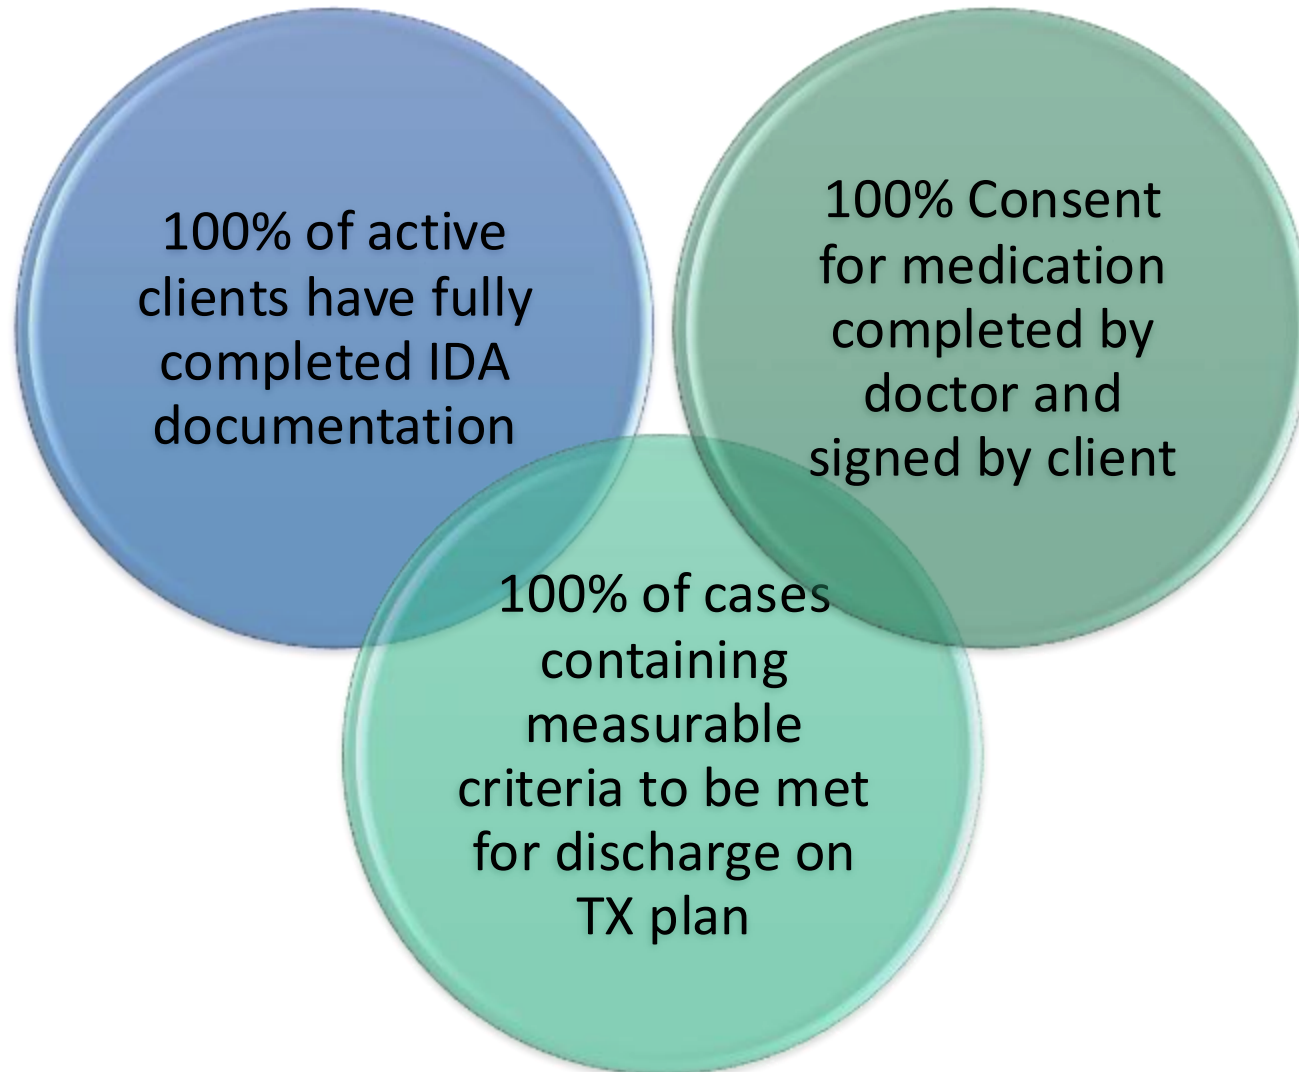 100% of active
clients have fully
completed IDA
documentation
100% Consent
for medication
completed by
doctor and
signed by client
100% of cases
containing
measurable
criteria to be met
for discharge on
TX plan